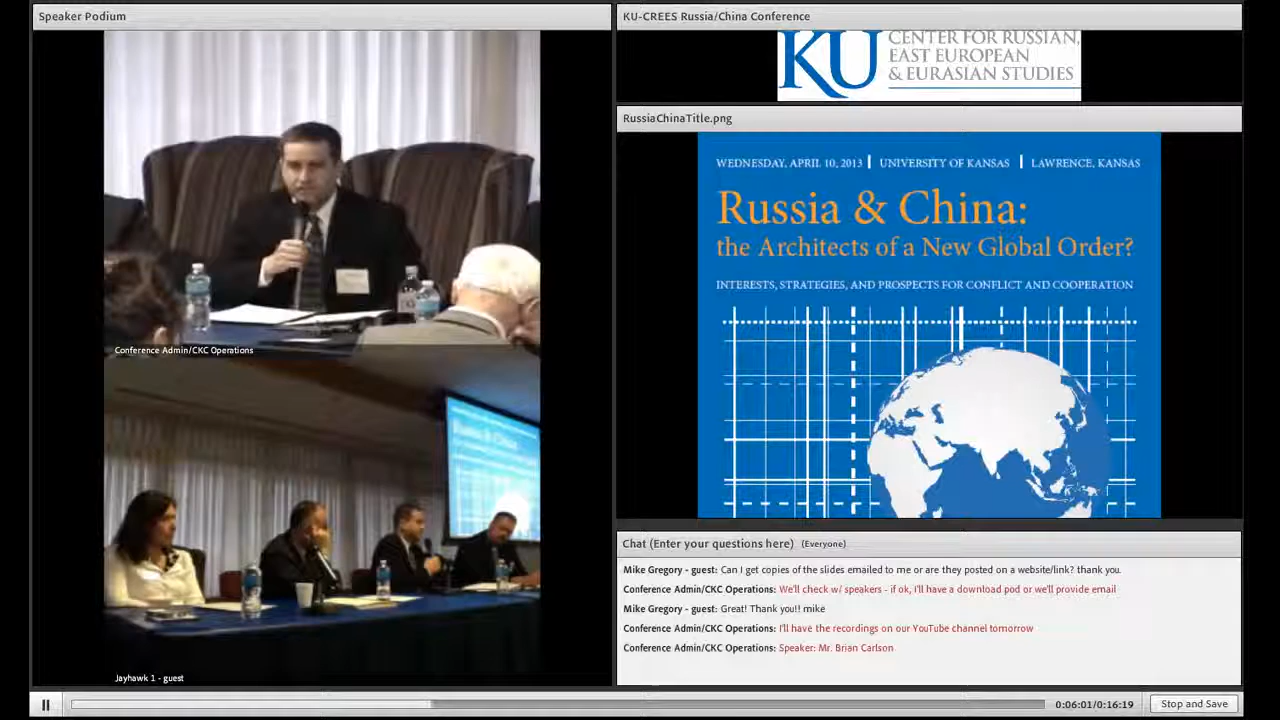 Speaker Podium
Conference Admin/CKC Operations
Jayhawk 1 - guest
KU-CREES Russia/China Conference
KU
CENTER FOR RUSSIAN,
EAST EUROPEAN
& EURASIAN STUDIES
RussiaChinaTitle.png
WEDNESDAY, APRIL 10, 2013 | UNIVERSITY OF KANSAS | LAWRENCE, KANSAS
Russia & China:
the Architects of a New Global Order?
INTERESTS, STRATEGIES, AND PROSPECTS FOR CONFLICT AND COOPERATION
Chat (Enter your questions here) (Everyone)
Mike Gregory - guest: Can I get copies of the slides emailed to me or are they posted on a website/link? thank you.
Conference Admin/CKC Operations: We'll check w/ speakers - if ok, I'll have a download pod or we'll provide email
Mike Gregory - guest: Great! Thank you!! mike
Conference Admin/CKC Operations: I'll have the recordings on our YouTube channel tomorrow
Conference Admin/CKC Operations: Speaker: Mr. Brian Carlson
0:06:01/0:16:19
Stop and Save